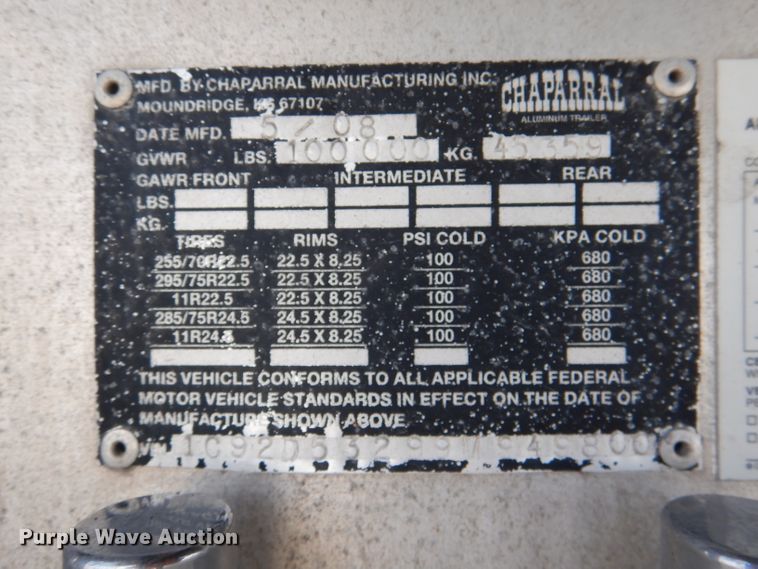 MFD. BY CHAPARRAL MANUFACTURING INC.
MOUNDRIDGE, KS 67107
CHAPARRAL
ALUMINUM TRAILER
DATE MFD. 5/08
GVWR LBS. 100000 KG. 45359
GAWR FRONT INTERMEDIATE REAR
LBS.
KG.
TIRES RIMS PSI COLD KPA COLD
255/70R22.5 22.5 X 8.25 100 680
295/75R22.5 22.5 X 8.25 100 680
11R22.5 22.5 X 8.25 100 680
285/75R24.5 24.5 X 8.25 100 680
11R24.5 24.5 X 8.25 100 680
THIS VEHICLE CONFORMS TO ALL APPLICABLE FEDERAL
MOTOR VEHICLE STANDARDS IN EFFECT ON THE DATE OF
MANUFACTURE SHOWN ABOVE
Purple Wave Auction